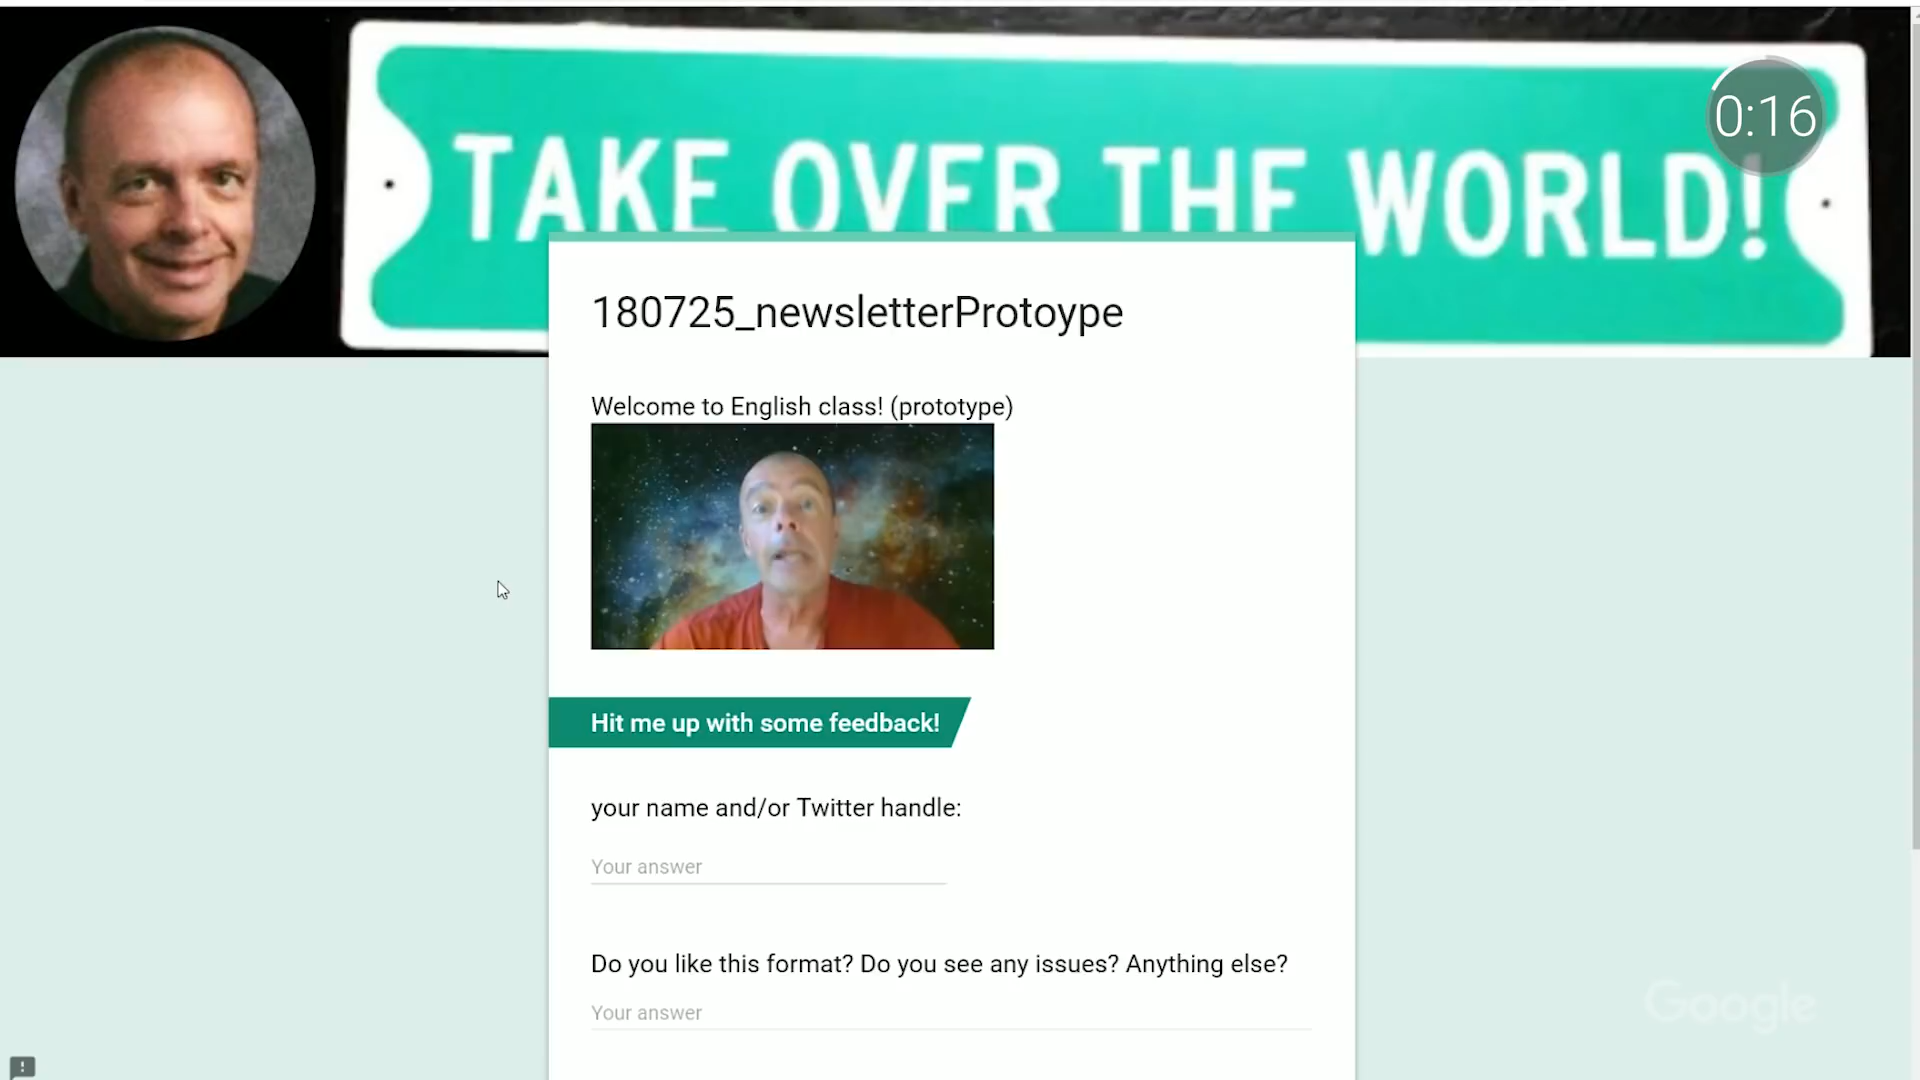 TAKE OVER THE WORLD!
0:16
180725_newsletterProtoype
Welcome to English class! (prototype)
Hit me up with some feedback!
your name and/or Twitter handle:
Your answer
Do you like this format? Do you see any issues? Anything else?
Your answer
Google